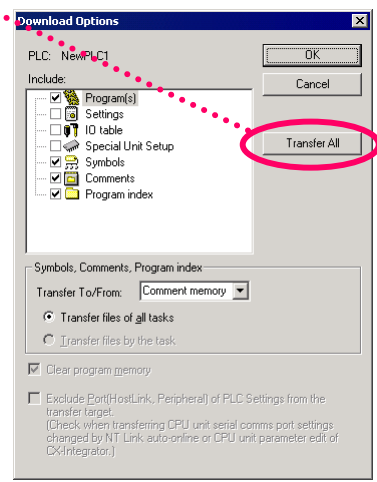 Download Options
PLC: NewPLC1
OK
Include:
Cancel
Program(s)
Settings
IO table
Transfer All
Special Unit Setup
Symbols
Comments
Program index
Symbols, Comments, Program index
Transfer To/From: Comment memory
Transfer files of all tasks
Transfer files by the task
Clear program memory
Exclude Port(HostLink, Peripheral) of PLC Settings from the
transfer target.
(Check when transferring CPU unit serial comms port settings
changed by NT Link auto-online or CPU unit parameter edit of
CX-Integrator.)